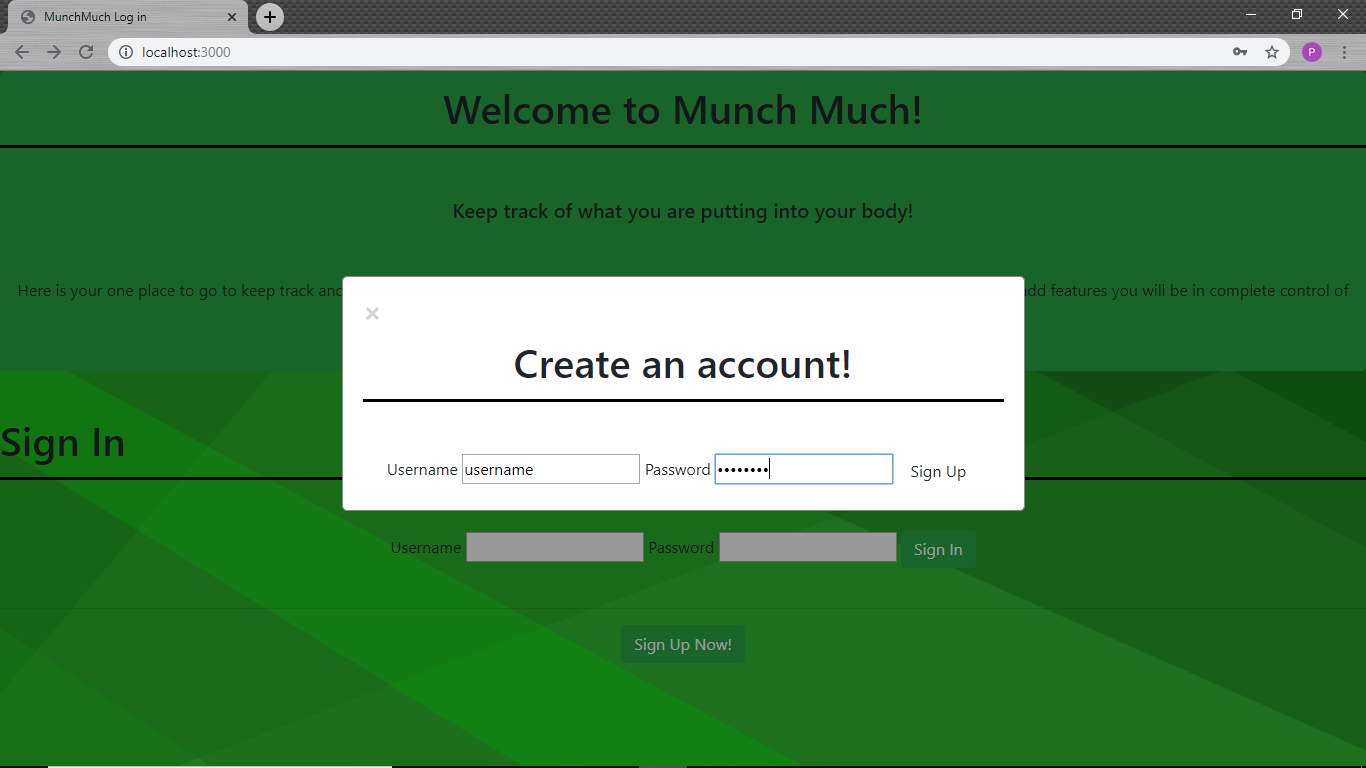 MunchMuch Log in
localhost:3000
P
Welcome to Munch Much!
Keep track of what you are putting into your body!
Here is your one place to go to keep track and
add features you will be in complete control of
×
Create an account!
Username username Password •••••••• Sign Up
Sign In
Username Password Sign In
Sign Up Now!